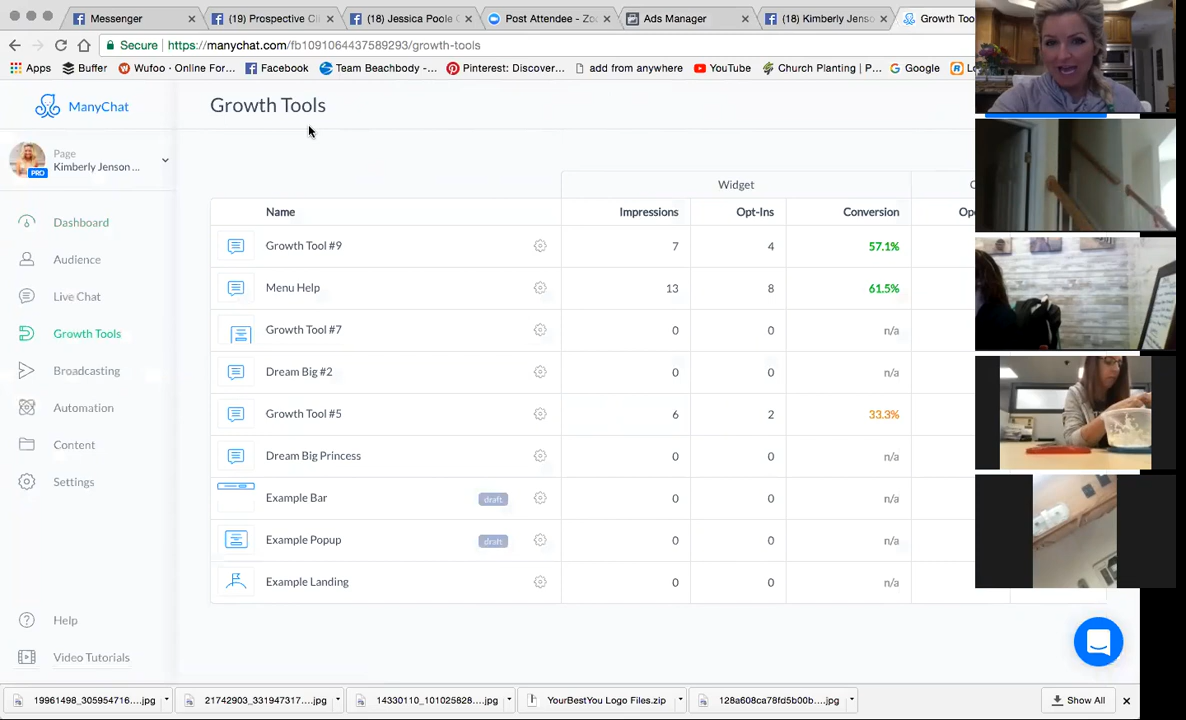 Messenger
(19) Prospective Cli
(18) Jessica Poole C
Post Attendee - Zo
Ads Manager
(18) Kimberly Jenso
Growth Too
Secure
https://manychat.com/fb1091064437589293/growth-tools
Apps
Buffer
Wufoo - Online For...
Facebook
Team Beachbody -...
Pinterest: Discover...
add from anywhere
YouTube
Church Planting | P...
Google
Lo
ManyChat
Growth Tools
Page
Kimberly Jenson ...
PRO
Dashboard
Audience
Live Chat
Growth Tools
Broadcasting
Automation
Content
Settings
Help
Video Tutorials
Widget
Name
Impressions
Opt-Ins
Conversion
Op
Growth Tool #9
7
4
57.1%
Menu Help
13
8
61.5%
Growth Tool #7
0
0
n/a
Dream Big #2
0
0
n/a
Growth Tool #5
6
2
33.3%
Dream Big Princess
0
0
n/a
Example Bar
draft
0
0
n/a
Example Popup
draft
0
0
n/a
Example Landing
0
0
n/a
19961498_305954716....jpg
21742903_331947317....jpg
14330110_101025828....jpg
YourBestYou Logo Files.zip
128a608ca78fd5b00b....jpg
Show All